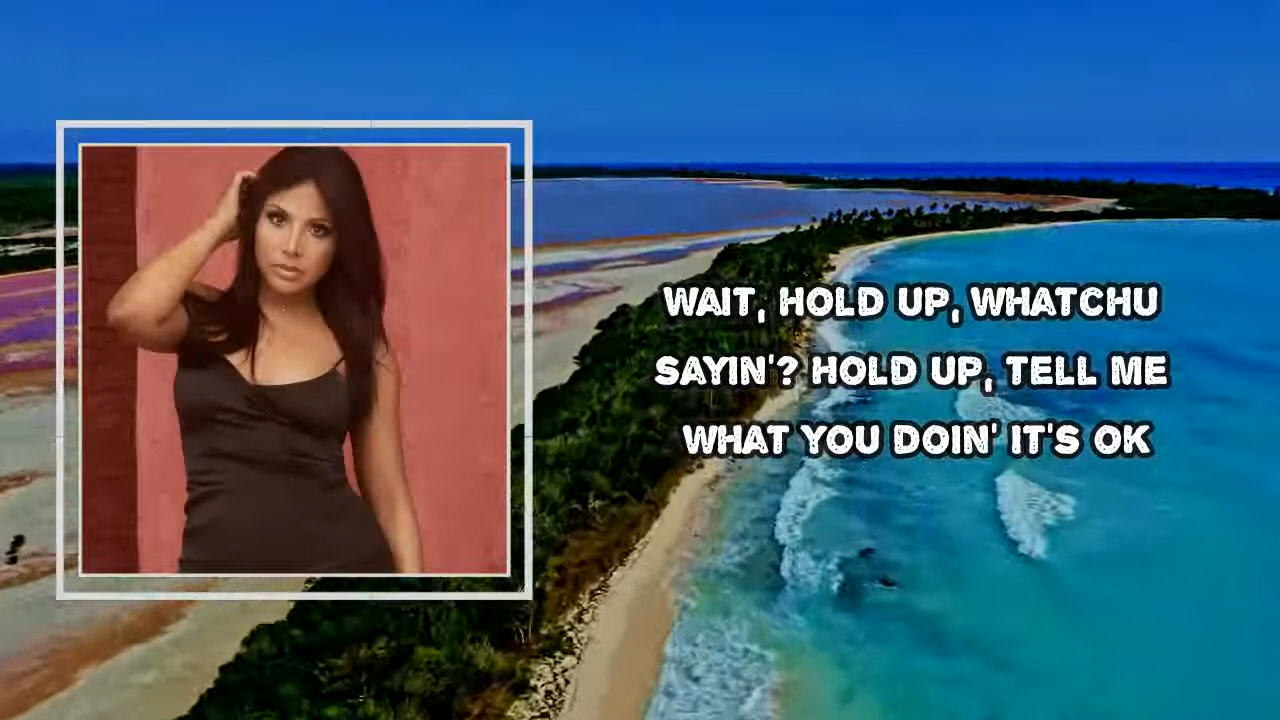 WAIT, HOLD UP, WHATCHU
SAYIN'? HOLD UP, TELL ME
WHAT YOU DOIN' IT'S OK